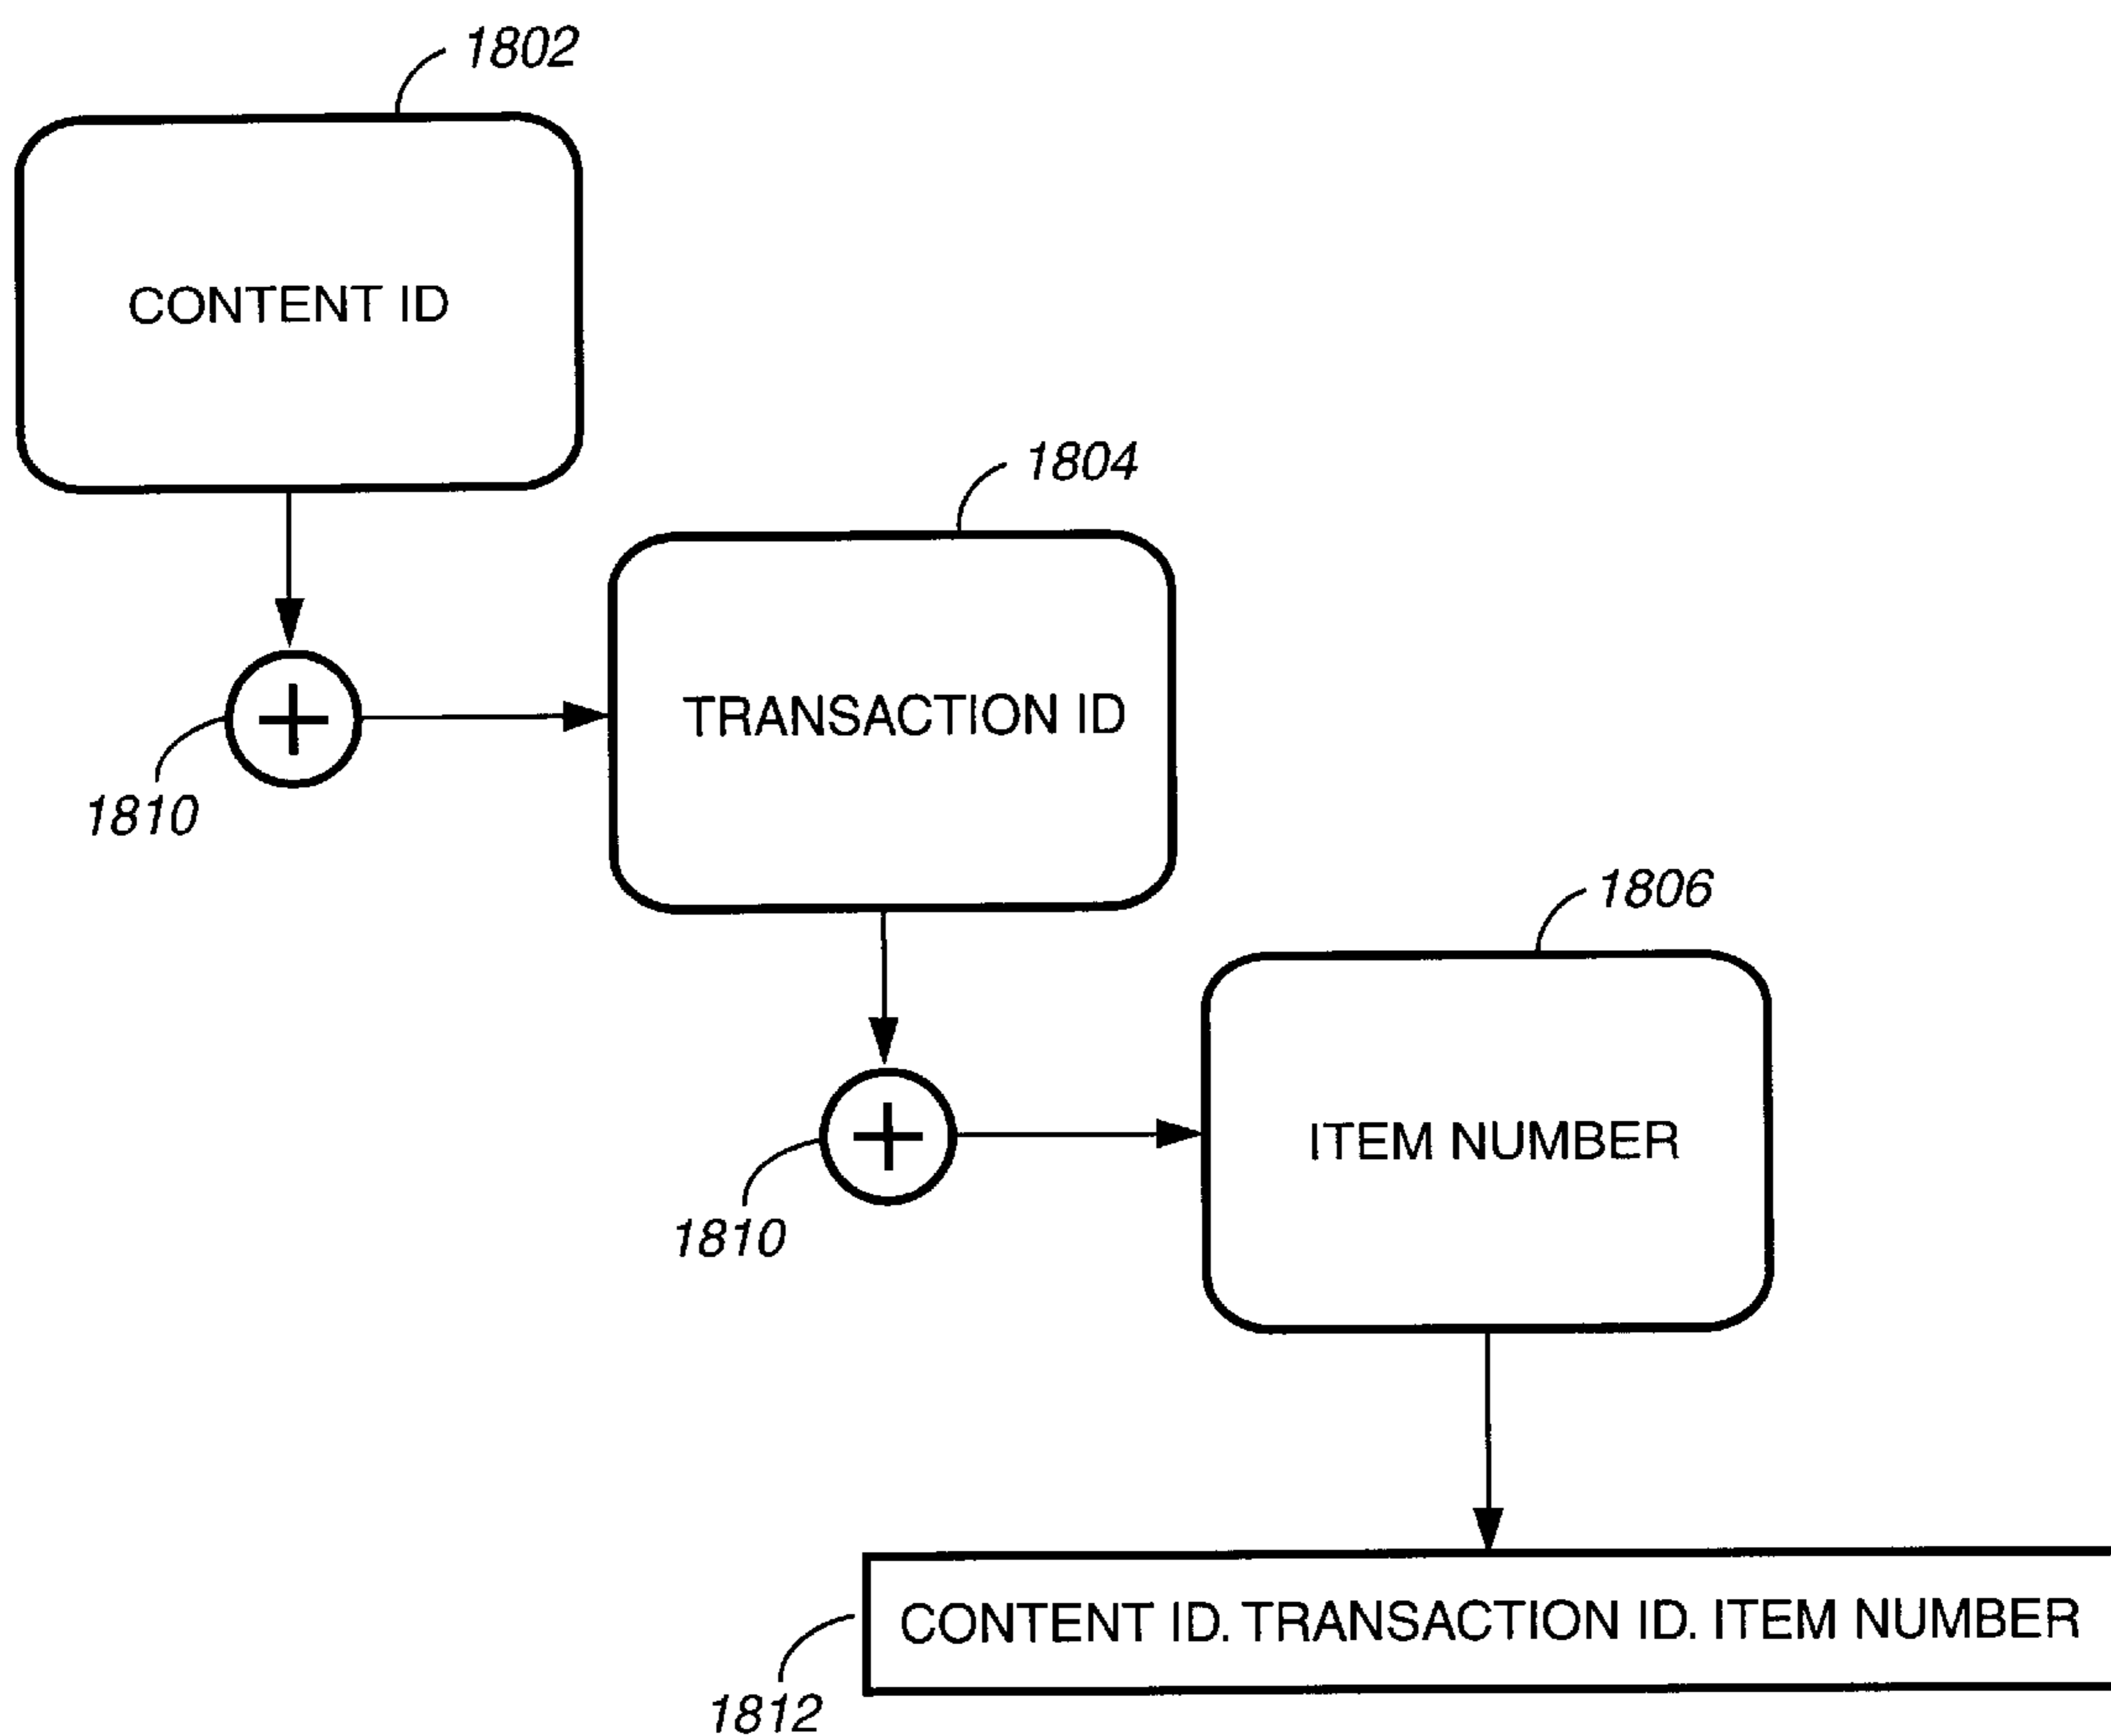 1802
CONTENT ID
1804
TRANSACTION ID
1810
1806
ITEM NUMBER
1810
CONTENT ID. TRANSACTION ID. ITEM NUMBER
1812